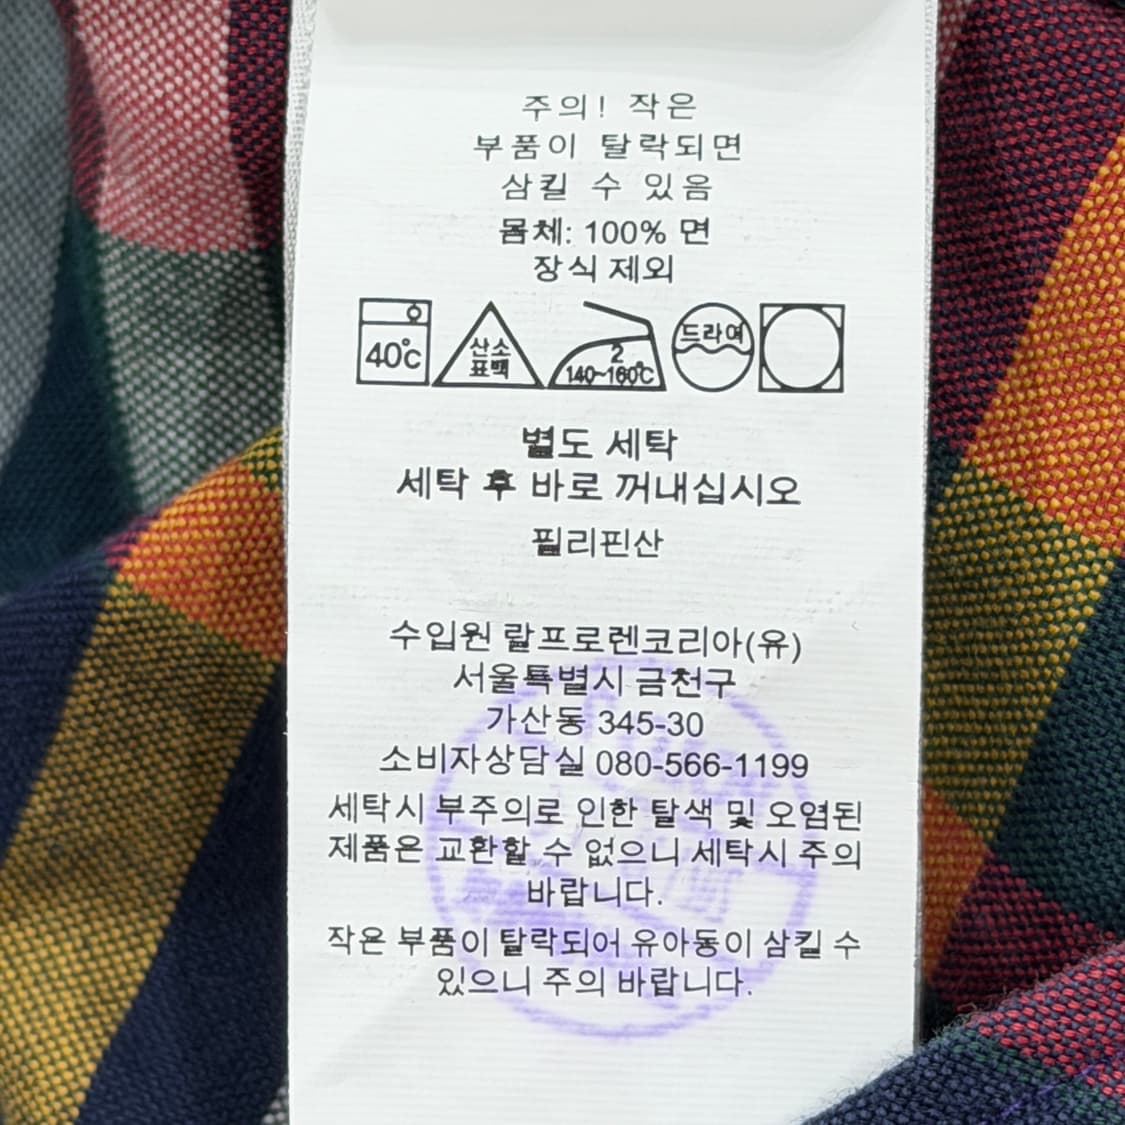 주의! 작은
부품이 탈락되면
삼킬 수 있음
몸체: 100% 면
장식 제외
40℃
산소
표백
2
140~160℃
드라이
별도 세탁
세탁 후 바로 꺼내십시오
필리핀산
수입원 랄프로렌코리아(유)
서울특별시 금천구
가산동 345-30
소비자상담실 080-566-1199
세탁시 부주의로 인한 탈색 및 오염된
제품은 교환할 수 없으니 세탁시 주의
바랍니다.
작은 부품이 탈락되어 유아동이 삼킬 수
있으니 주의 바랍니다.